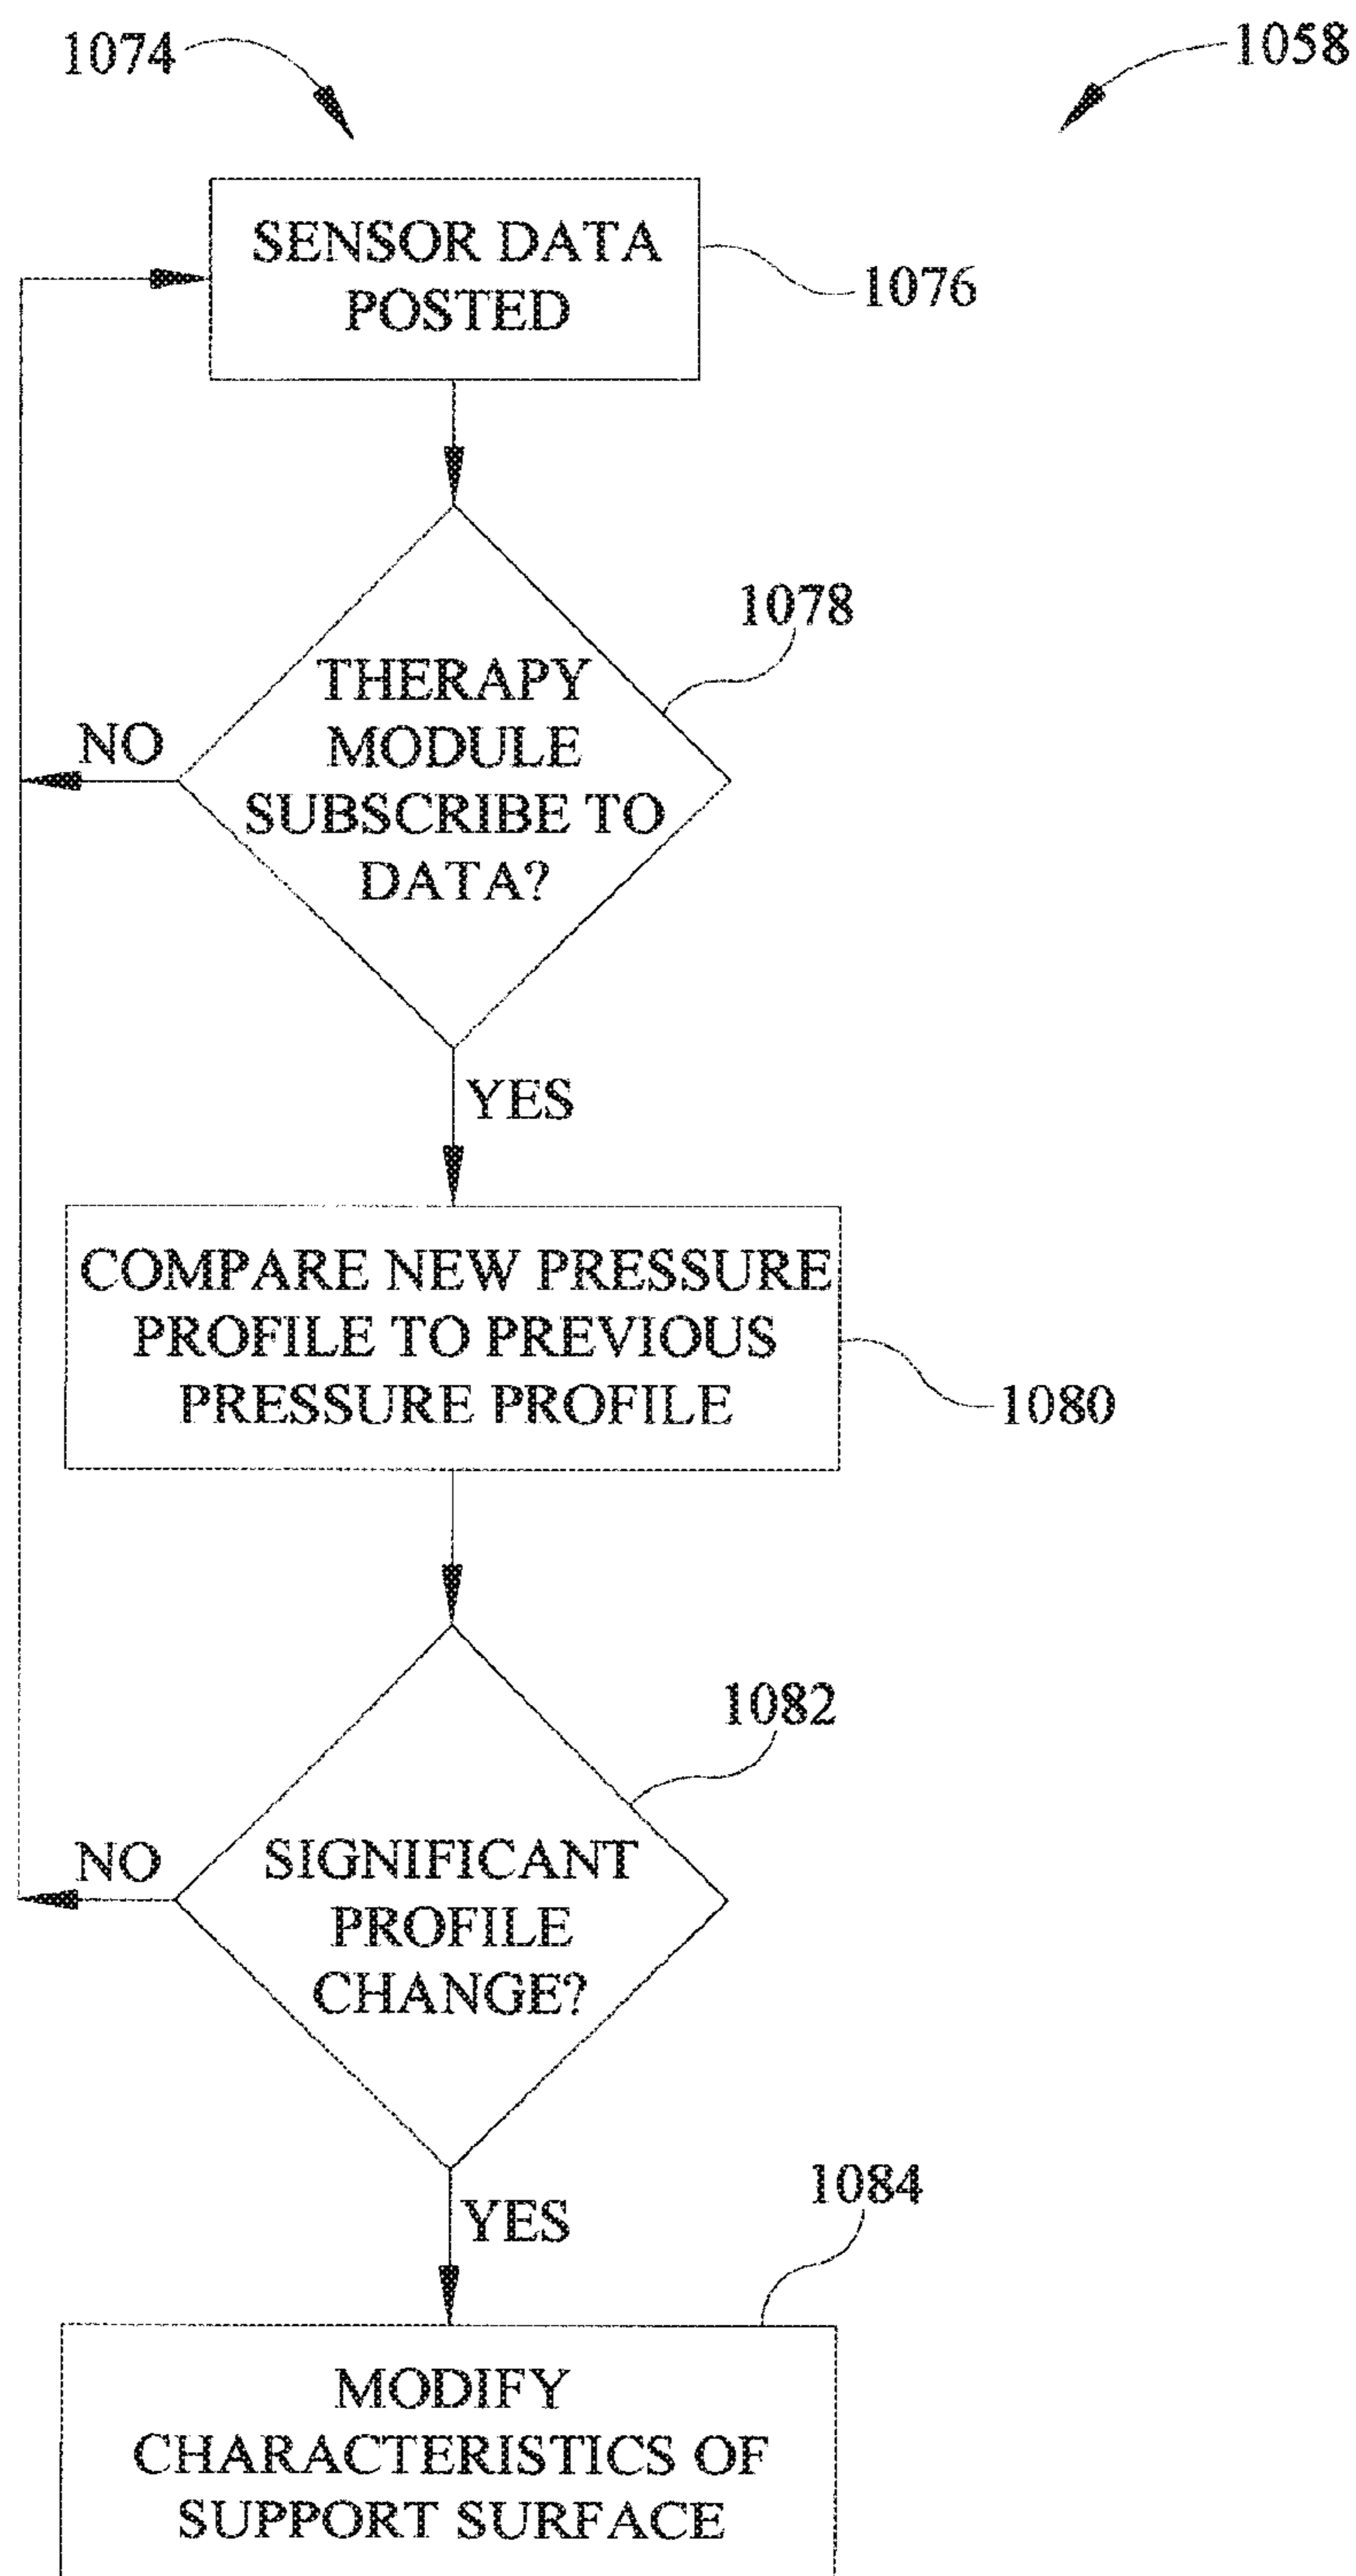 1074
1058
SENSOR DATA
POSTED
1076
1078
THERAPY
MODULE
SUBSCRIBE TO
DATA?
NO
YES
COMPARE NEW PRESSURE
PROFILE TO PREVIOUS
PRESSURE PROFILE
1080
1082
SIGNIFICANT
PROFILE
CHANGE?
NO
YES
1084
MODIFY
CHARACTERISTICS OF
SUPPORT SURFACE